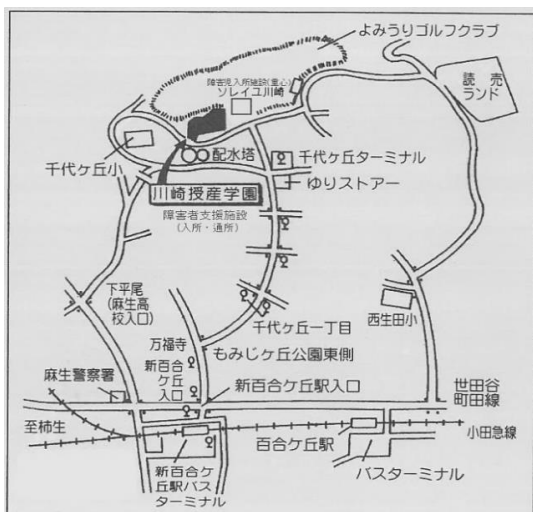 よみうりゴルフクラブ
障害児入所施設(重心)
ソレイユ川崎
読売
ランド
千代ヶ丘小
配水塔
千代ケ丘ターミナル
ゆりストアー
川崎授産学園
障害者支援施設
(入所・通所)
下平尾
(麻生高
校入口)
千代ケ丘一丁目
西生田小
万福寺
もみじヶ丘公園東側
新百合
ケ丘
入口
麻生警察署
新百合ケ丘駅入口
世田谷
町田線
至柿生
百合ケ丘駅
小田急線
新百合ケ
丘駅バス
ターミナル
バスターミナル